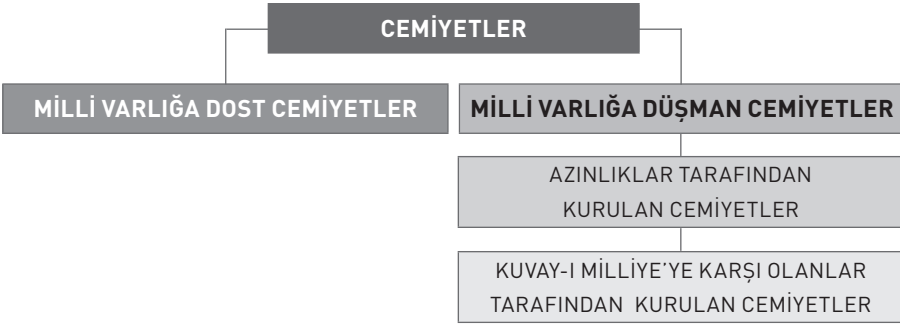 CEMİYETLER
MİLLİ VARLIĞA DOST CEMİYETLER
MİLLİ VARLIĞA DÜŞMAN CEMİYETLER
AZINLIKLAR TARAFINDAN
KURULAN CEMİYETLER
KUVAY-I MİLLİYE'YE KARŞI OLANLAR
TARAFINDAN KURULAN CEMİYETLER